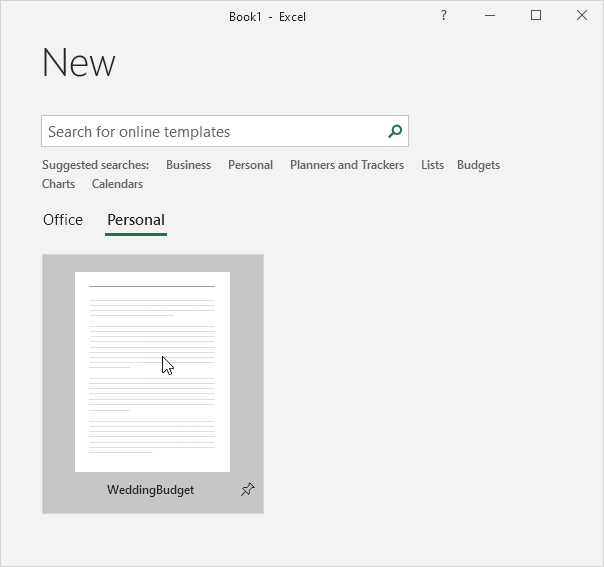 Book1 - Excel
?
New
Search for online templates
Suggested searches: Business Personal Planners and Trackers Lists Budgets
Charts Calendars
Office Personal
WeddingBudget